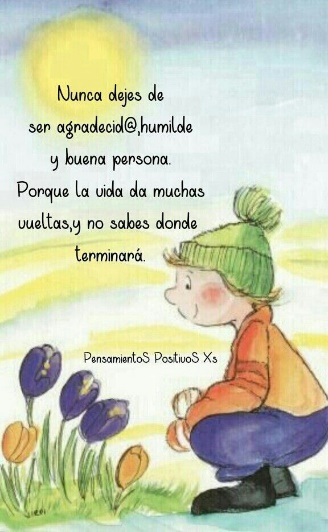 Nunca dejes de
ser agradecid@,humilde
y buena persona.
Porque la vida da muchas
vueltas,y no sabes donde
terminará.
PensamientoS PositivoS Xs